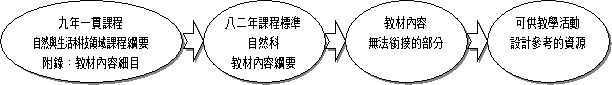 九年一貫課程
自然與生活科技領域課程綱要
附錄：教材內容細目
八二年課程標準
自然科
教材內容綱要
教材內容
無法銜接的部分
可供教學活動
設計參考的資源